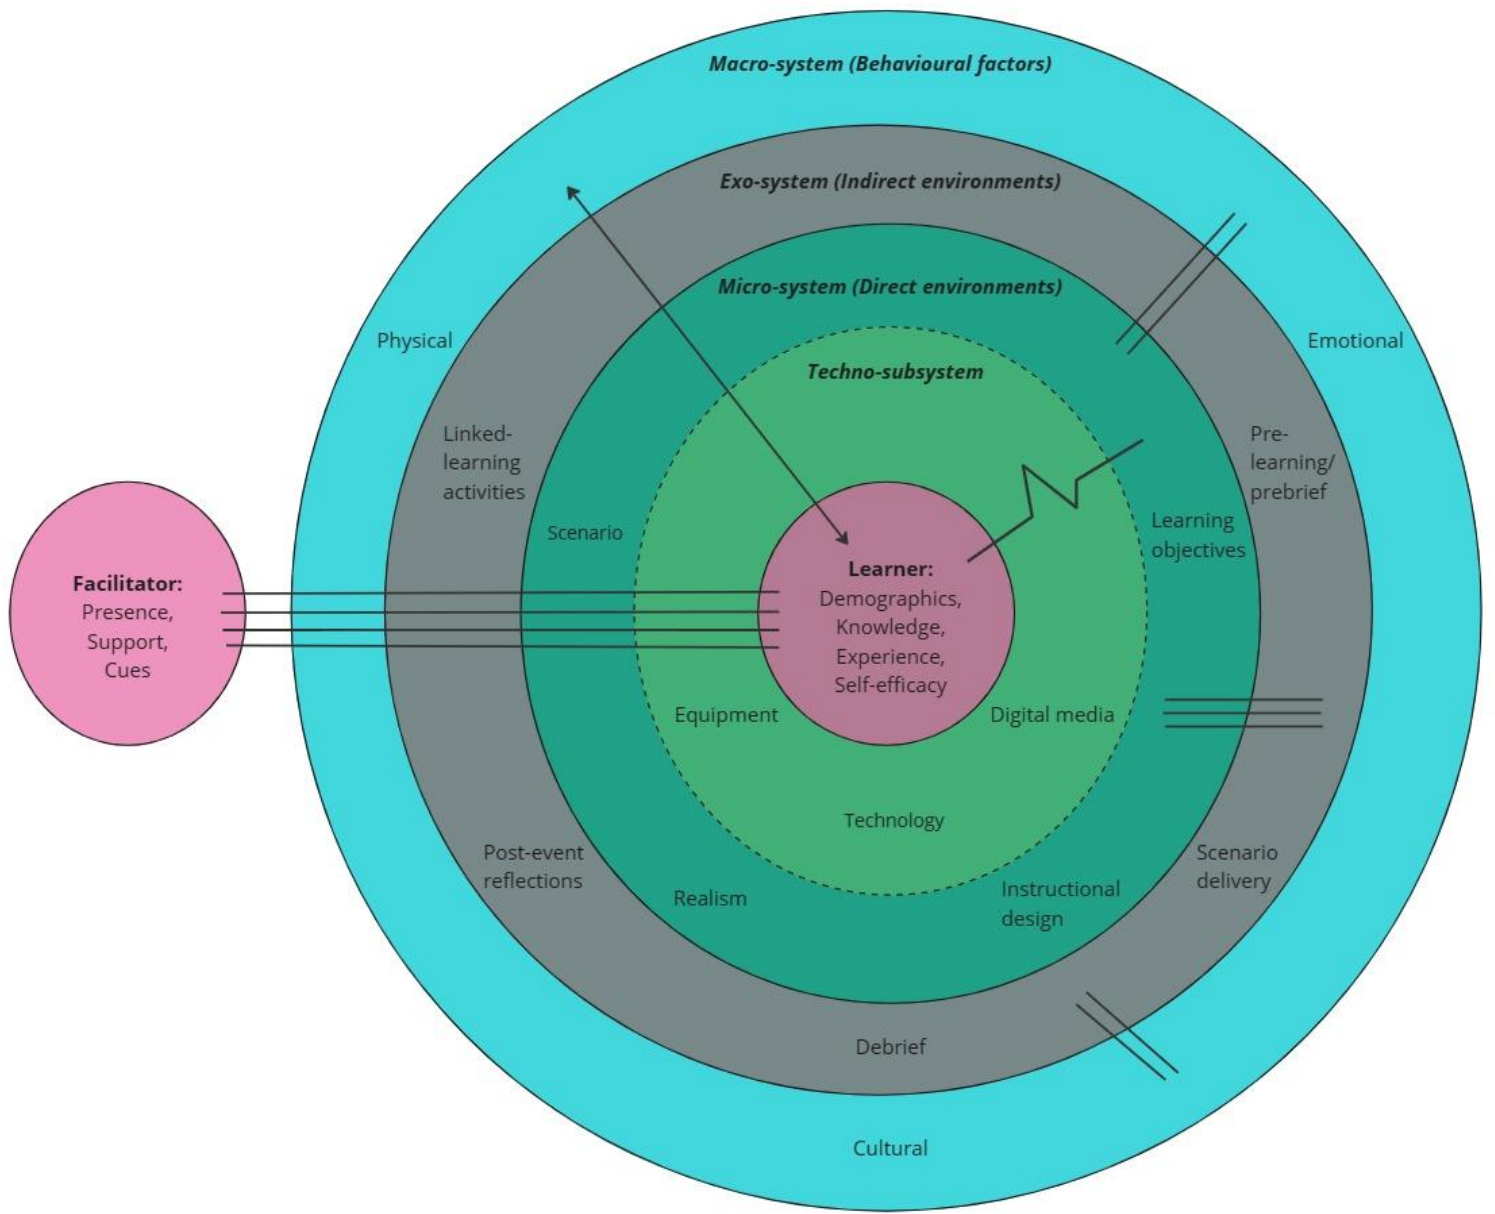 Macro-system (Behavioural factors)
Exo-system (Indirect environments)
Micro-system (Direct environments)
Techno-subsystem
Physical
Emotional
Linked-
learning
activities
Pre-
learning/
prebrief
Scenario
Learning
objectives
Facilitator:
Presence,
Support,
Cues
Learner:
Demographics,
Knowledge,
Experience,
Self-efficacy
Equipment
Digital media
Technology
Post-event
reflections
Scenario
delivery
Realism
Instructional
design
Debrief
Cultural